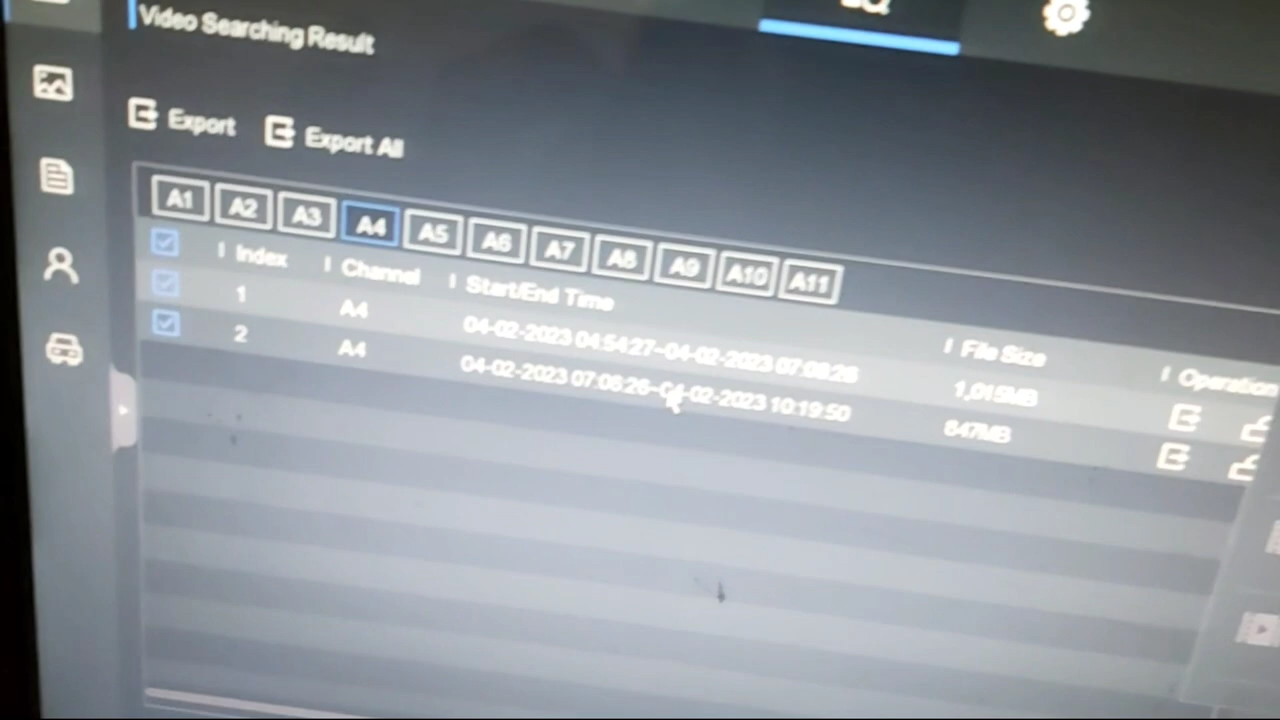 Video Searching Result
Export Export All
A1 A2 A3 A4 A5 A6 A7 A8 A9 A10 A11
Index Channel Start/End Time File Size Operation
1 A4 04-02-2023 04:54:27~04-02-2023 07:06:26 1,015MB
2 A4 04-02-2023 07:06:26~04-02-2023 10:19:50 847MB